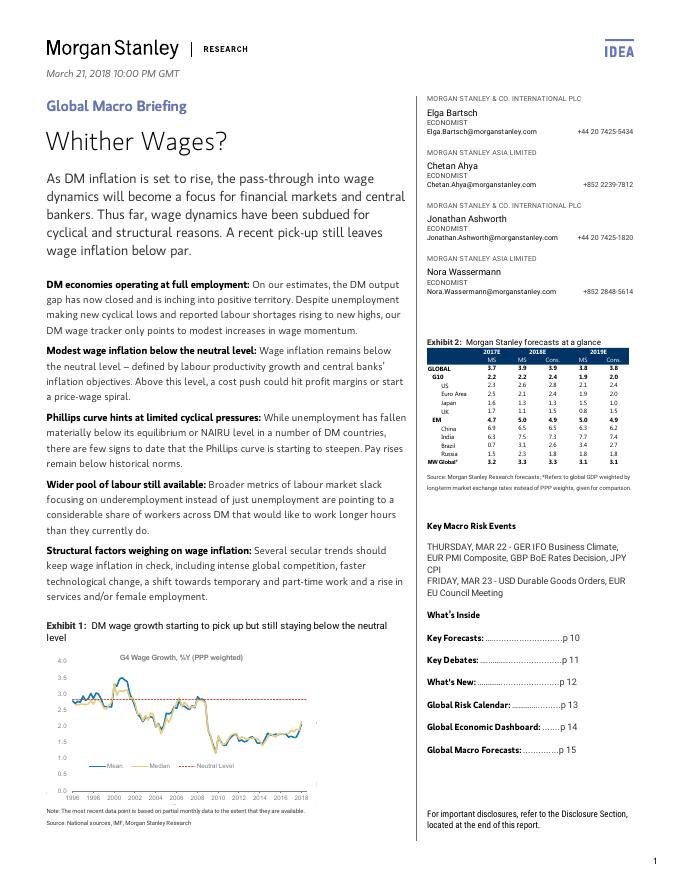 Morgan Stanley | RESEARCH
IDEA
March 21, 2018 10:00 PM GMT
Global Macro Briefing
Whither Wages?
As DM inflation is set to rise, the pass-through into wage
dynamics will become a focus for financial markets and central
bankers. Thus far, wage dynamics have been subdued for
cyclical and structural reasons. A recent pick-up still leaves
wage inflation below par.
DM economies operating at full employment: On our estimates, the DM output
gap has now closed and is inching into positive territory. Despite unemployment
making new cyclical lows and reported labour shortages rising to new highs, our
DM wage tracker only points to modest increases in wage momentum.
Modest wage inflation below the neutral level: Wage inflation remains below
the neutral level – defined by labour productivity growth and central banks'
inflation objectives. Above this level, a cost push could hit profit margins or start
a price-wage spiral.
Phillips curve hints at limited cyclical pressures: While unemployment has fallen
materially below its equilibrium or NAIRU level in a number of DM countries,
there are few signs to date that the Phillips curve is starting to steepen. Pay rises
remain below historical norms.
Wider pool of labour still available: Broader metrics of labour market slack
focusing on underemployment instead of just unemployment are pointing to a
considerable share of workers across DM that would like to work longer hours
than they currently do.
Structural factors weighing on wage inflation: Several secular trends should
keep wage inflation in check, including intense global competition, faster
technological change, a shift towards temporary and part-time work and a rise in
services and/or female employment.
Exhibit 1: DM wage growth starting to pick up but still staying below the neutral
level
G4 Wage Growth, %Y (PPP weighted)
4.0
3.5
3.0
2.5
2.0
1.5
1.0
0.5
0.0
Mean Median Neutral Level
1996 1998 2000 2002 2004 2006 2008 2010 2012 2014 2016 2018
Note: The most recent data point is based on partial monthly data to the extent that they are available.
Source: National sources, IMF, Morgan Stanley Research
MORGAN STANLEY & CO. INTERNATIONAL PLC
Elga Bartsch
ECONOMIST
Elga.Bartsch@morganstanley.com +44 20 7425-5434
MORGAN STANLEY ASIA LIMITED
Chetan Ahya
ECONOMIST
Chetan.Ahya@morganstanley.com +852 2239-7812
MORGAN STANLEY & CO. INTERNATIONAL PLC
Jonathan Ashworth
ECONOMIST
Jonathan.Ashworth@morganstanley.com +44 20 7425-1820
MORGAN STANLEY ASIA LIMITED
Nora Wassermann
ECONOMIST
Nora.Wassermann@morganstanley.com +852 2848-5614
Exhibit 2: Morgan Stanley forecasts at a glance
2017E 2018E 2019E
MS MS Cons. MS Cons.
GLOBAL 3.7 3.9 3.9 3.8 3.8
G10 2.2 2.2 2.4 1.9 2.0
US 2.3 2.6 2.8 2.1 2.4
Euro Area 2.5 2.1 2.4 1.9 2.0
Japan 1.6 1.3 1.3 1.5 1.0
UK 1.7 1.1 1.5 0.8 1.5
EM 4.7 5.0 4.9 5.0 4.9
China 6.9 6.5 6.5 6.3 6.2
India 6.3 7.5 7.3 7.7 7.4
Brazil 0.7 3.1 2.6 3.4 2.7
Russia 1.5 2.3 1.8 1.8 1.8
MW Global* 3.2 3.3 3.3 3.1 3.1
Source: Morgan Stanley Research forecasts; *Refers to global GDP weighted by
long-term market exchange rates instead of PPP weights, given for comparison.
Key Macro Risk Events
THURSDAY, MAR 22 - GER IFO Business Climate,
EUR PMI Composite, GBP BoE Rates Decision, JPY
CPI
FRIDAY, MAR 23 - USD Durable Goods Orders, EUR
EU Council Meeting
What's Inside
Key Forecasts: ..............................p 10
Key Debates: ................................p 11
What's New: .................................p 12
Global Risk Calendar: ....................p 13
Global Economic Dashboard: .......p 14
Global Macro Forecasts: ..............p 15
For important disclosures, refer to the Disclosure Section,
located at the end of this report.
1